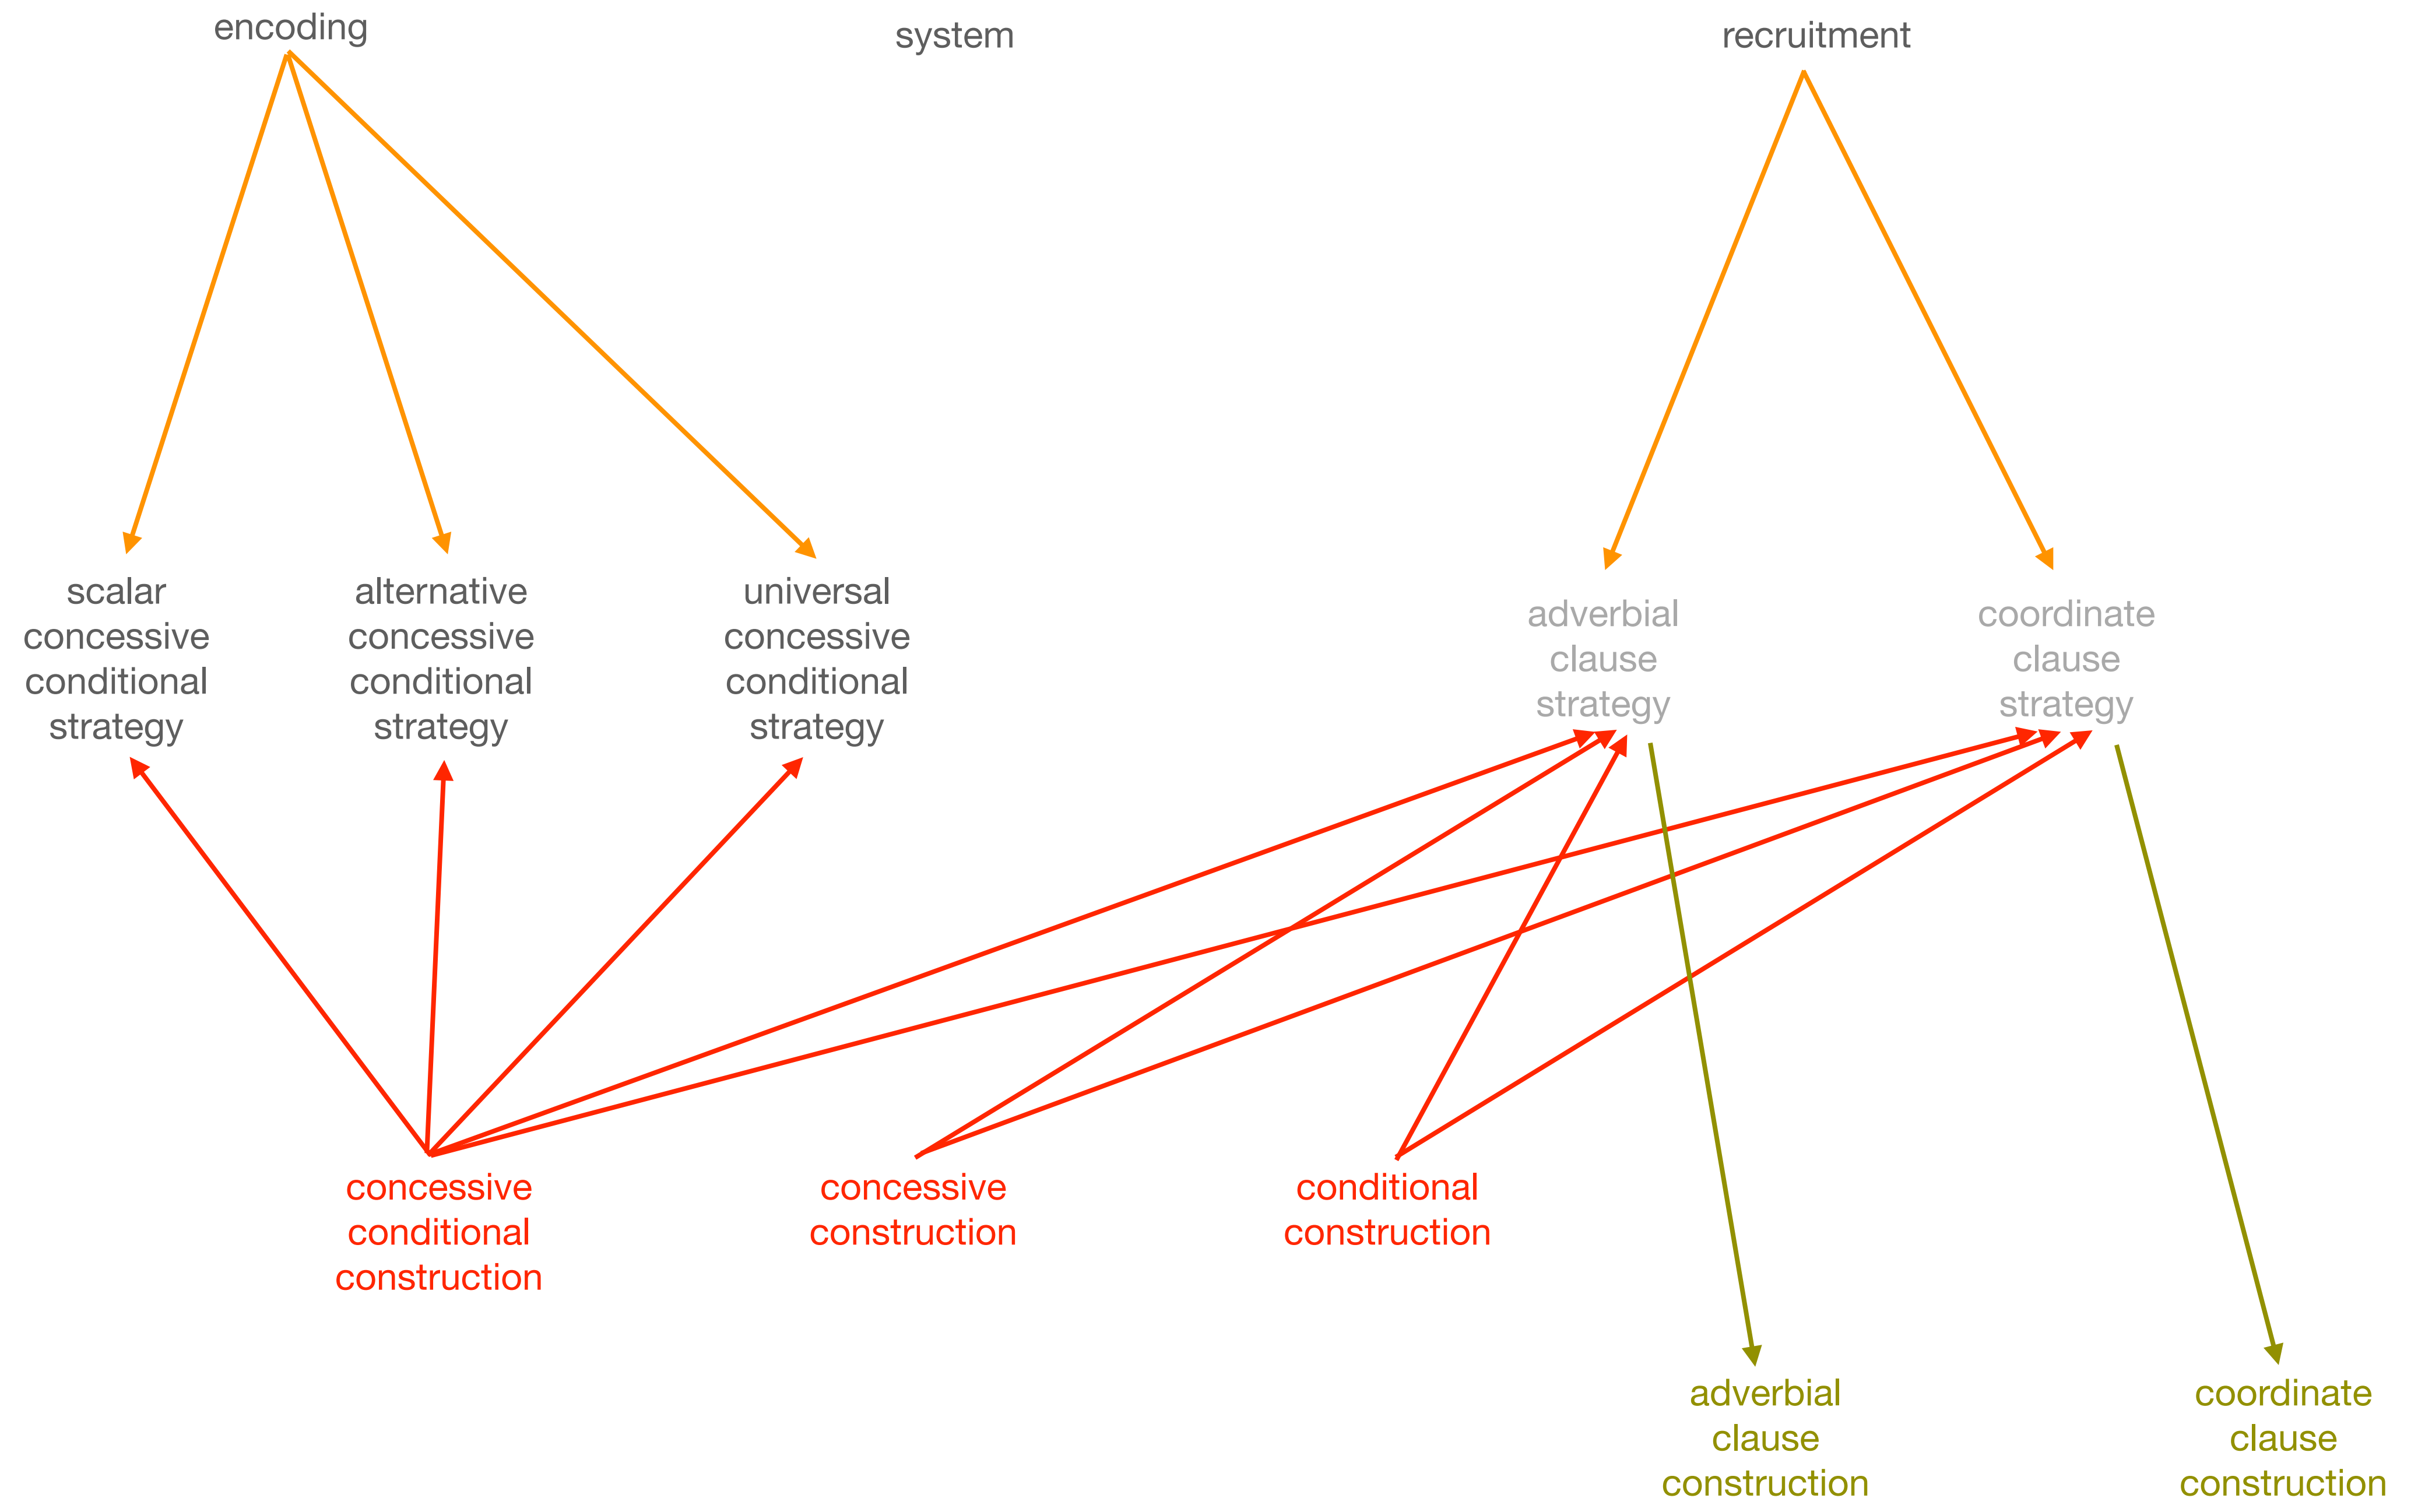 encoding
system
recruitment
scalar
concessive
conditional
strategy
alternative
concessive
conditional
strategy
universal
concessive
conditional
strategy
adverbial
clause
strategy
coordinate
clause
strategy
concessive
conditional
construction
concessive
construction
conditional
construction
adverbial
clause
construction
coordinate
clause
construction